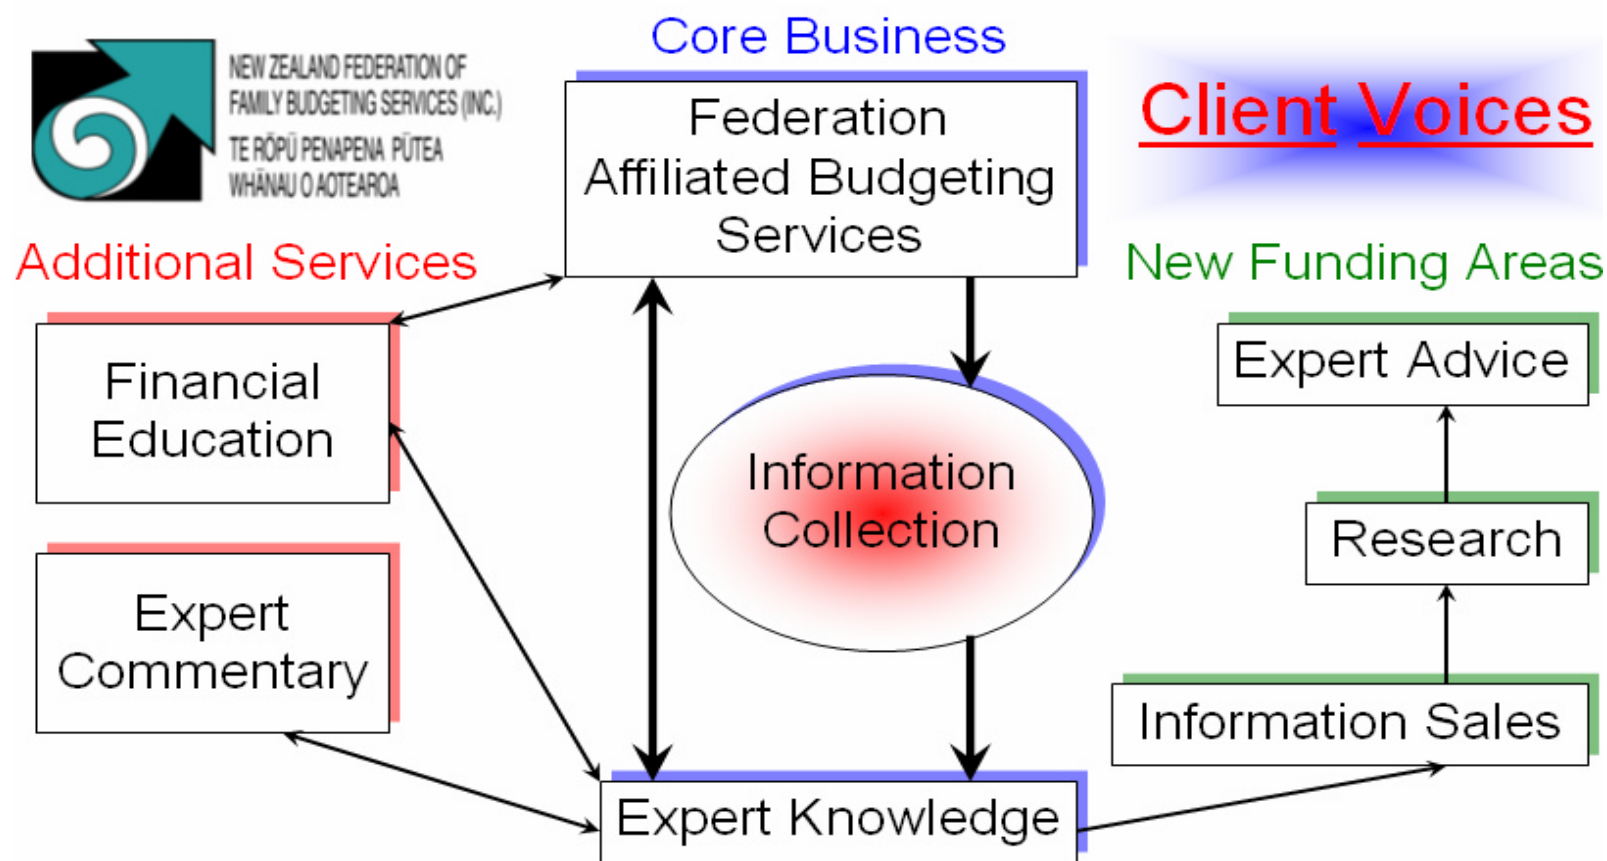 NEW ZEALAND FEDERATION OF
FAMILY BUDGETING SERVICES (INC.)
TE RŌPŪ PENAPENA PŪTEA
WHĀNAU O AOTEAROA
Core Business
Federation
Affiliated Budgeting
Services
Client Voices
Additional Services
New Funding Areas
Financial
Education
Expert
Commentary
Information
Collection
Expert Advice
Research
Information Sales
Expert Knowledge